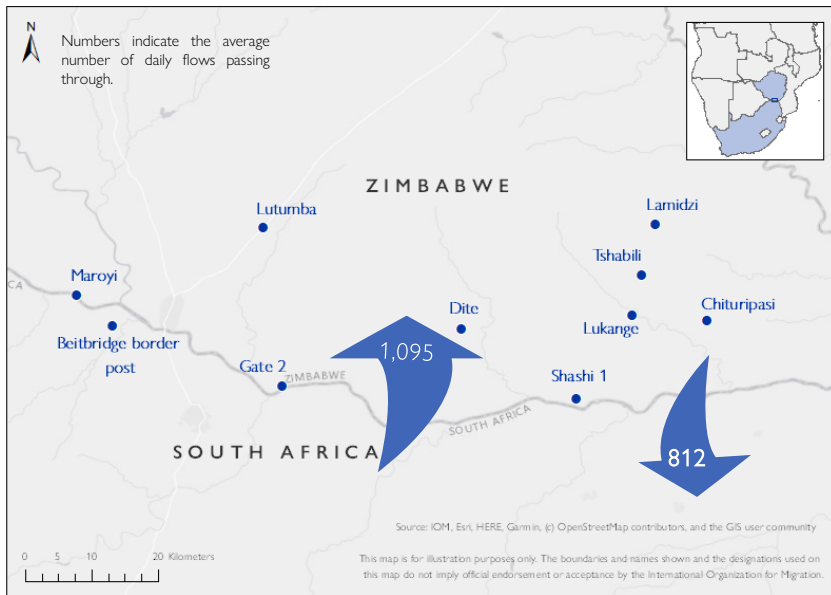 N
Numbers indicate the average
number of daily flows passing
through.
ZIMBABWE
Lutumba
Lamidzi
Tshabili
Maroyi
CA
Dite
Chituripasi
Lukange
Beitbridge border
post
1,095
Gate 2
ZIMBABWE
Shashi 1
SOUTH AFRICA
SOUTH AFRICA
812
Source: IOM, Esri, HERE, Garmin, (c) OpenStreetMap contributors, and the GIS user community
0 5 10 20 Kilometers
This map is for illustration purposes only. The boundaries and names shown and the designations used on
this map do not imply official endorsement or acceptance by the International Organization for Migration.